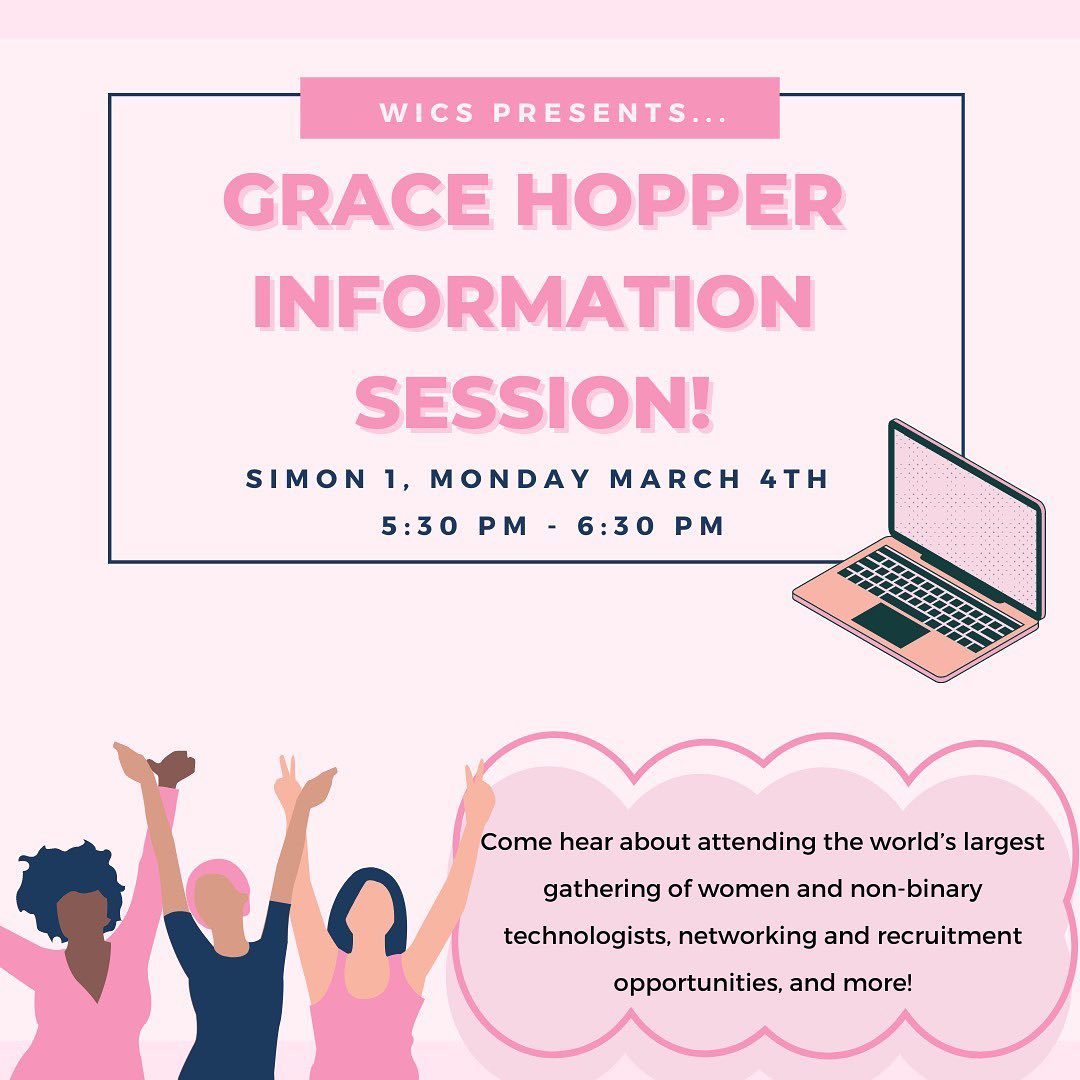 WICS PRESENTS...
GRACE HOPPER
INFORMATION
SESSION!
SIMON 1, MONDAY MARCH 4TH
5:30 PM - 6:30 PM
Come hear about attending the world’s largest
gathering of women and non-binary
technologists, networking and recruitment
opportunities, and more!